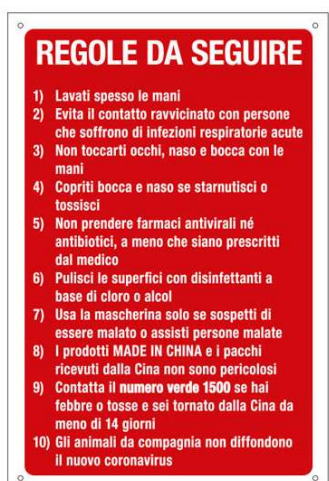 REGOLE DA SEGUIRE
1) Lavati spesso le mani
2) Evita il contatto ravvicinato con persone
che soffrono di infezioni respiratorie acute
3) Non toccarti occhi, naso e bocca con le
mani
4) Copriti bocca e naso se starnutisci o
tossisci
5) Non prendere farmaci antivirali né
antibiotici, a meno che siano prescritti
dal medico
6) Pulisci le superfici con disinfettanti a
base di cloro o alcol
7) Usa la mascherina solo se sospetti di
essere malato o assisti persone malate
8) I prodotti MADE IN CHINA e i pacchi
ricevuti dalla Cina non sono pericolosi
9) Contatta il numero verde 1500 se hai
febbre o tosse e sei tornato dalla Cina da
meno di 14 giorni
10) Gli animali da compagnia non diffondono
il nuovo coronavirus